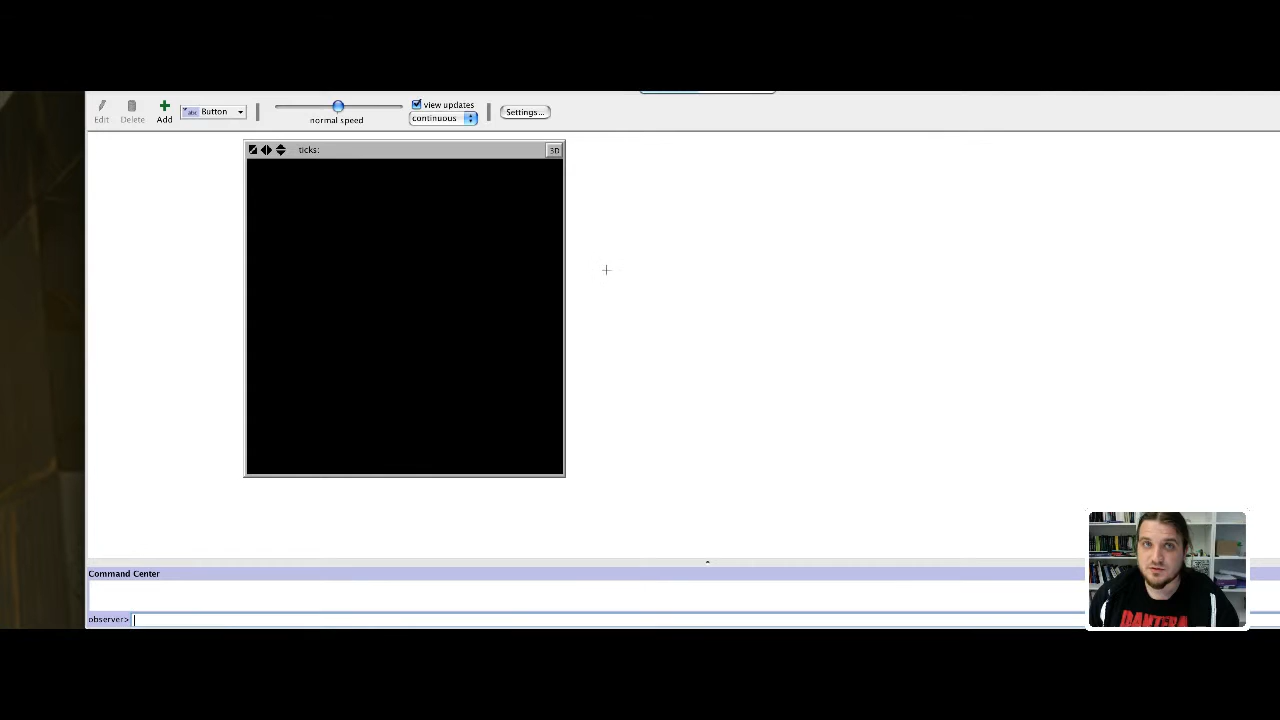 view updates
Button
continuous
Settings...
Edit
Delete
Add
normal speed
ticks:
3D
Command Center
observer>
PANTERA